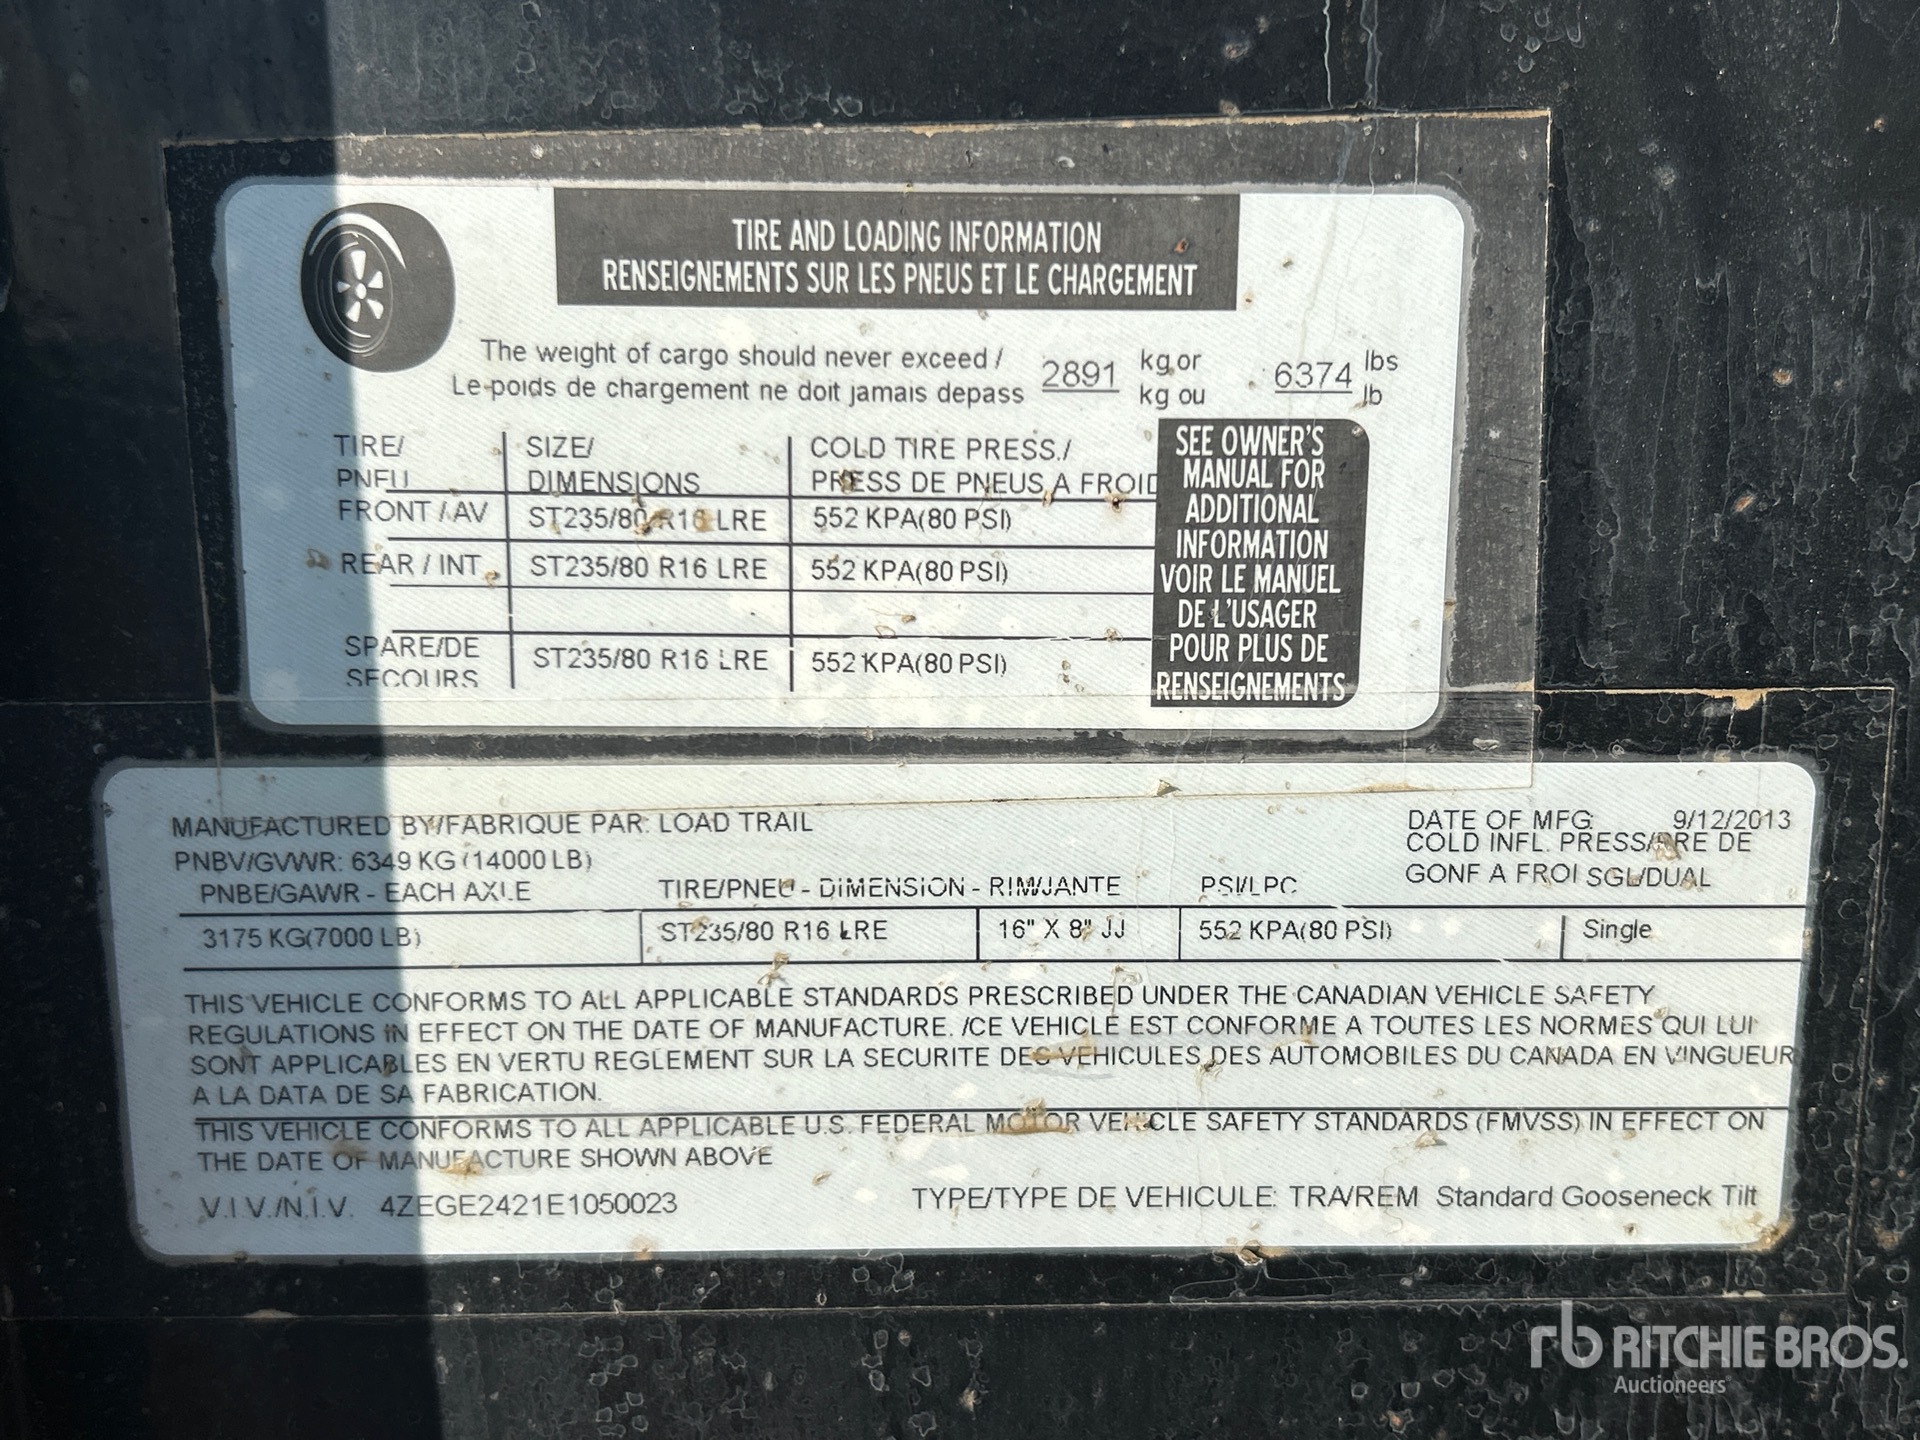 TIRE AND LOADING INFORMATION
RENSEIGNEMENTS SUR LES PNEUS ET LE CHARGEMENT
The weight of cargo should never exceed / 2891 kg or 6374 lbs
Le poids de chargement ne doit jamais depass kg ou lb
TIRE/ SIZE/ COLD TIRE PRESS./
PNEU DIMENSIONS PRESS DE PNEUS A FROID
FRONT / AV ST235/80 R16 LRE 552 KPA(80 PSI)
REAR / INT ST235/80 R16 LRE 552 KPA(80 PSI)
SPARE/DE ST235/80 R16 LRE 552 KPA(80 PSI)
SECOURS
SEE OWNER'S
MANUAL FOR
ADDITIONAL
INFORMATION
VOIR LE MANUEL
DE L'USAGER
POUR PLUS DE
RENSEIGNEMENTS
MANUFACTURED BY/FABRIQUE PAR: LOAD TRAIL DATE OF MFG: 9/12/2013
PNBV/GVWR: 6349 KG (14000 LB) COLD INFL. PRESS/PRE DE
PNBE/GAWR - EACH AXLE TIRE/PNEU - DIMENSION - RIM/JANTE PSI/LPC GONF A FROI SGL/DUAL
3175 KG(7000 LB) ST235/80 R16 LRE 16" X 8" JJ 552 KPA(80 PSI) Single
THIS VEHICLE CONFORMS TO ALL APPLICABLE STANDARDS PRESCRIBED UNDER THE CANADIAN VEHICLE SAFETY
REGULATIONS IN EFFECT ON THE DATE OF MANUFACTURE. /CE VEHICLE EST CONFORME A TOUTES LES NORMES QUI LUI
SONT APPLICABLES EN VERTU REGLEMENT SUR LA SECURITE DES VEHICULES DES AUTOMOBILES DU CANADA EN VINGUEUR
A LA DATA DE SA FABRICATION.
THIS VEHICLE CONFORMS TO ALL APPLICABLE U.S. FEDERAL MOTOR VEHICLE SAFETY STANDARDS (FMVSS) IN EFFECT ON
THE DATE OF MANUFACTURE SHOWN ABOVE
V.I V./N.I.V. 4ZEGE2421E1050023 TYPE/TYPE DE VEHICULE: TRA/REM Standard Gooseneck Tilt
rb RITCHIE BROS.
Auctioneers